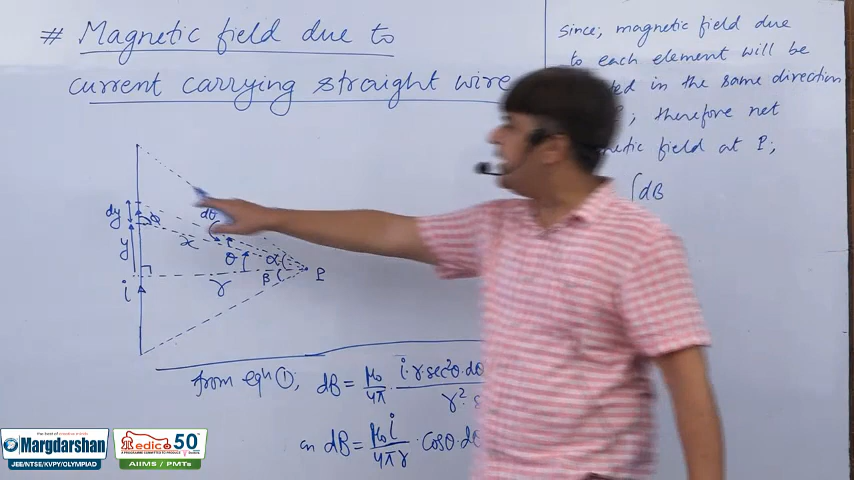 # Magnetic field due to
current carrying straight wire
since; magnetic field due
to each element will be
in the same direction
; therefore net
field at P;
∫dB
dy
φ
dθ
y
x
θ
α
β
P
r
i
from eqn ①; dB = μ₀/4π · i·r·sec²θ·dθ
r²·s
on dB = μ₀i/4πr · cosθ·dθ
Margdarshan
JEE/NTSE/KVPY/OLYMPIAD
Medico 50
AIIMS / PMTs